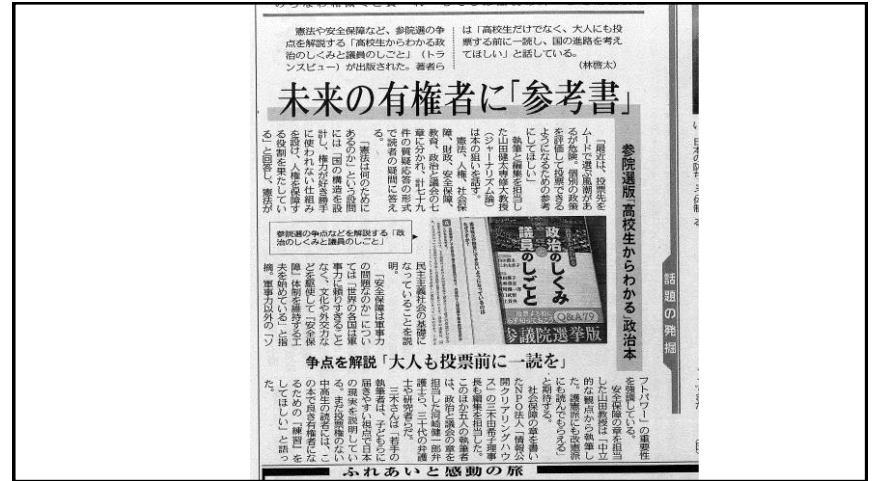 憲法や安全保障など、参院選の争
点を解説する「高校生からわかる政
治のしくみと議員のしごと」（トラ
ンスビュー）が出版された。著者ら
は「高校生だけでなく、大人にも投
票する前に一読し、国の進路を考え
てほしい」と話している。
（林啓太）
未来の有権者に「参考書」
参院選版「高校生からわかる」政治本
話題の発掘
「最近は、投票先を
ムードで選ぶ風潮があ
るが危険。個別の政策
を評価して投票できる
ようになるための参考
にしてほしい」
執筆と編集を担当し
た山田健太専修大教授
（ジャーナリズム論）
は本の狙いを話す。
憲法、人権、社会保
障、財政、安全保障、
教育、政治と議会の七
章に分かれ、計七十九
件の質疑応答の形式
で読者の疑問に答え
る。
「憲法は何のために
あるのか」という設問
には「国の構造を設
計し、権力が好き勝手
に使われない仕組み
を設け、人権を保障す
る役割を果たしてい
る」と回答し、憲法が
参院選の争点などを解説する「政
治のしくみと議員のしごと」
政治のしくみ
議員のしごと
Q&A79
参議院選挙版
民主主義社会の基礎に
なっていることを説
明。
「安全保障は軍事力
の問題なのか」につい
ては「世界の各国は軍
事力に頼りすぎること
なく、文化や外交力な
どを駆使して『安全保
障』体制を維持する工
夫を始めている」と指
摘。軍事力以外の「ソ
争点を解説「大人も投票前に一読を」
フトパワー」の重要性
を強調している。
安全保障の章を担当
した山田教授は「中立
的な観点から執筆し
た。護憲派にも改憲派
にも読んでもらえる」
と期待する。
社会保障の章を書い
たNPO法人「情報公
開クリアリングハウ
ス」の三木由希子理事
長も編集を担当した。
このほか五人の執筆者
は、政治と議会の章を
担当した洞崎健一郎弁
護士ら、三十代の弁護
士や研究者らだ。
三木さんは「若手の
執筆者は、子どもらに
届きやすい視点で日本
の現実を説明してい
る。まだ投票権のない
中高生の読者には、こ
の本で良き有権者にな
るための『練習』を
してほしい」と語っ
た。
ふれあいと感動の旅